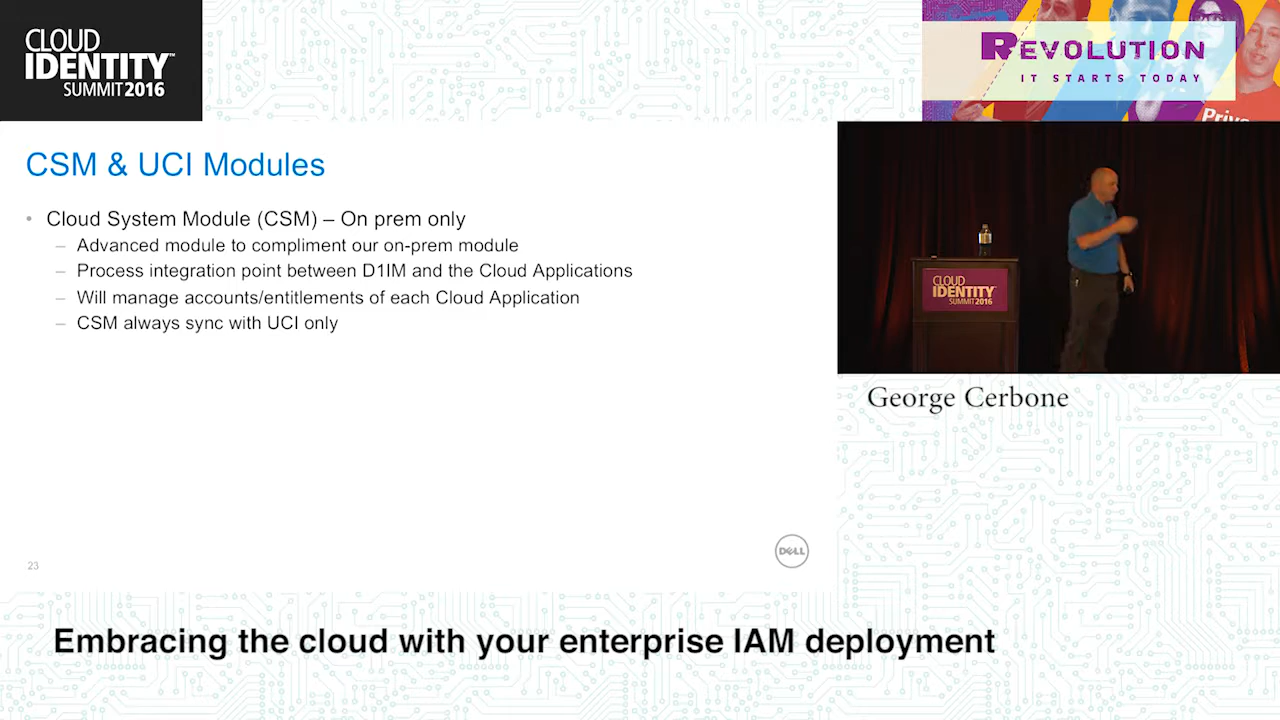 CLOUD
IDENTITY™
SUMMIT 2016
REVOLUTION
IT STARTS TODAY
CSM & UCI Modules
• Cloud System Module (CSM) – On prem only
– Advanced module to compliment our on-prem module
– Process integration point between D1IM and the Cloud Applications
– Will manage accounts/entitlements of each Cloud Application
– CSM always sync with UCI only
CLOUD
IDENTITY
SUMMIT 2016
George Cerbone
DELL
23
Embracing the cloud with your enterprise IAM deployment